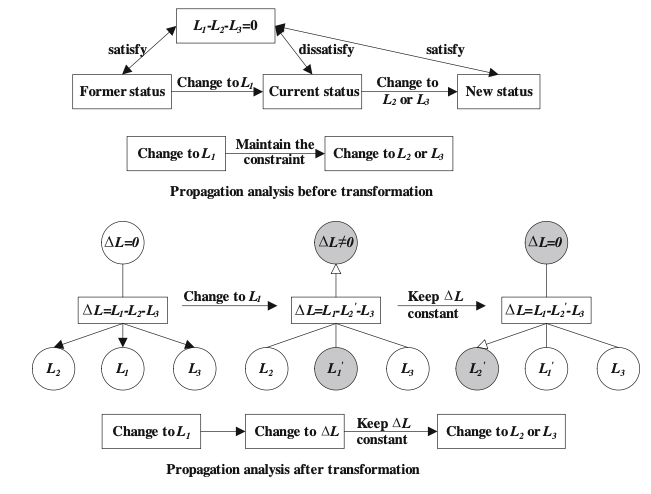 L₁-L₂-L₃=0
satisfy
dissatisfy
satisfy
Former status
Change to L₁
Current status
Change to
L₂ or L₃
New status
Change to L₁
Maintain the
constraint
Change to L₂ or L₃
Propagation analysis before transformation
ΔL=0
ΔL≠0
ΔL=0
ΔL=L₁-L₂-L₃
Change to L₁
ΔL=L₁-L₂'-L₃
Keep ΔL
constant
ΔL=L₁-L₂'-L₃
L₂
L₁
L₃
L₂
L₁'
L₃
L₂'
L₁'
L₃
Change to L₁
Change to ΔL
Keep ΔL
constant
Change to L₂ or L₃
Propagation analysis after transformation